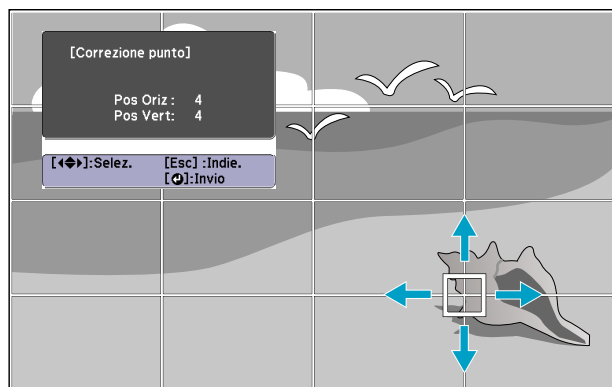 [Correzione punto]
Pos Oriz : 4
Pos Vert: 4
[]:Selez. [Esc] :Indie.
[]:Invio